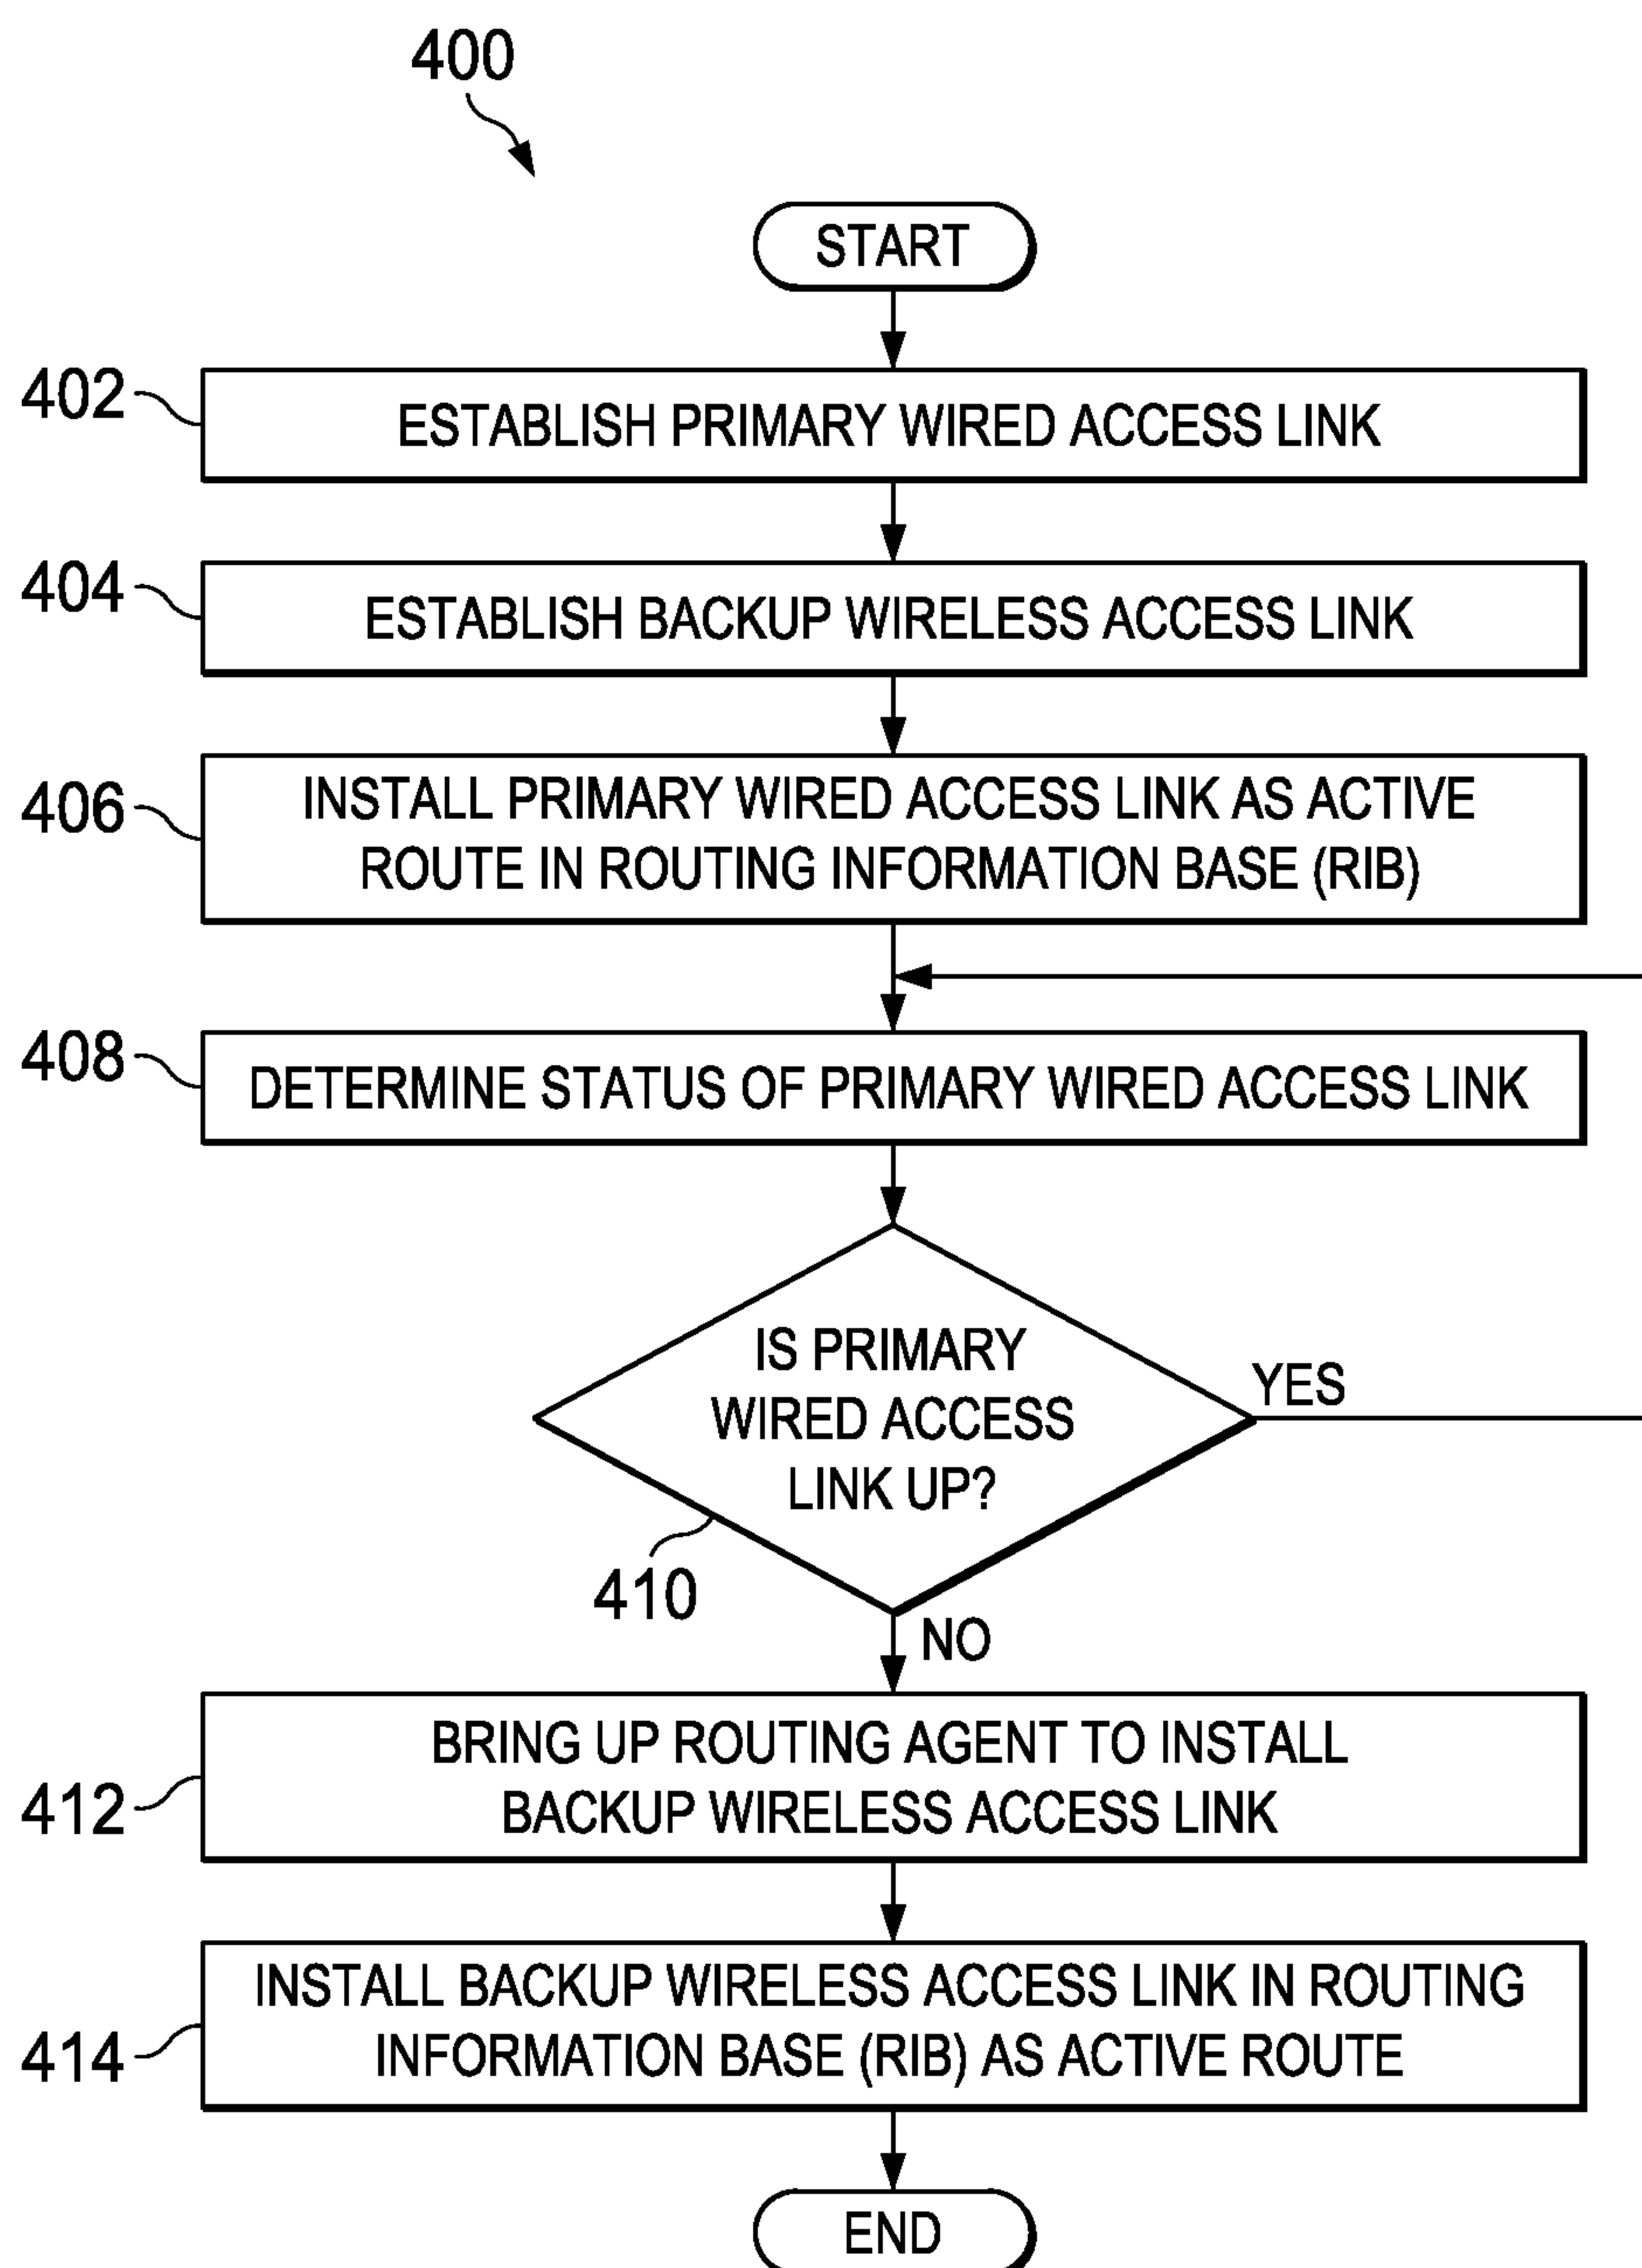 400
START
402
ESTABLISH PRIMARY WIRED ACCESS LINK
404
ESTABLISH BACKUP WIRELESS ACCESS LINK
406
INSTALL PRIMARY WIRED ACCESS LINK AS ACTIVE
ROUTE IN ROUTING INFORMATION BASE (RIB)
408
DETERMINE STATUS OF PRIMARY WIRED ACCESS LINK
IS PRIMARY
WIRED ACCESS
LINK UP?
YES
410
NO
BRING UP ROUTING AGENT TO INSTALL
BACKUP WIRELESS ACCESS LINK
412
INSTALL BACKUP WIRELESS ACCESS LINK IN ROUTING
INFORMATION BASE (RIB) AS ACTIVE ROUTE
414
END